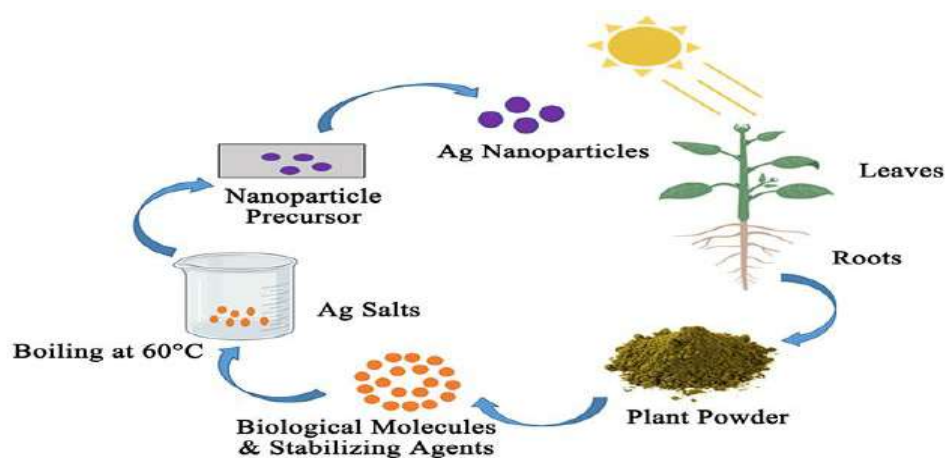 Ag Nanoparticles
Leaves
Nanoparticle
Precursor
Roots
Ag Salts
Boiling at 60°C
Plant Powder
Biological Molecules
& Stabilizing Agents